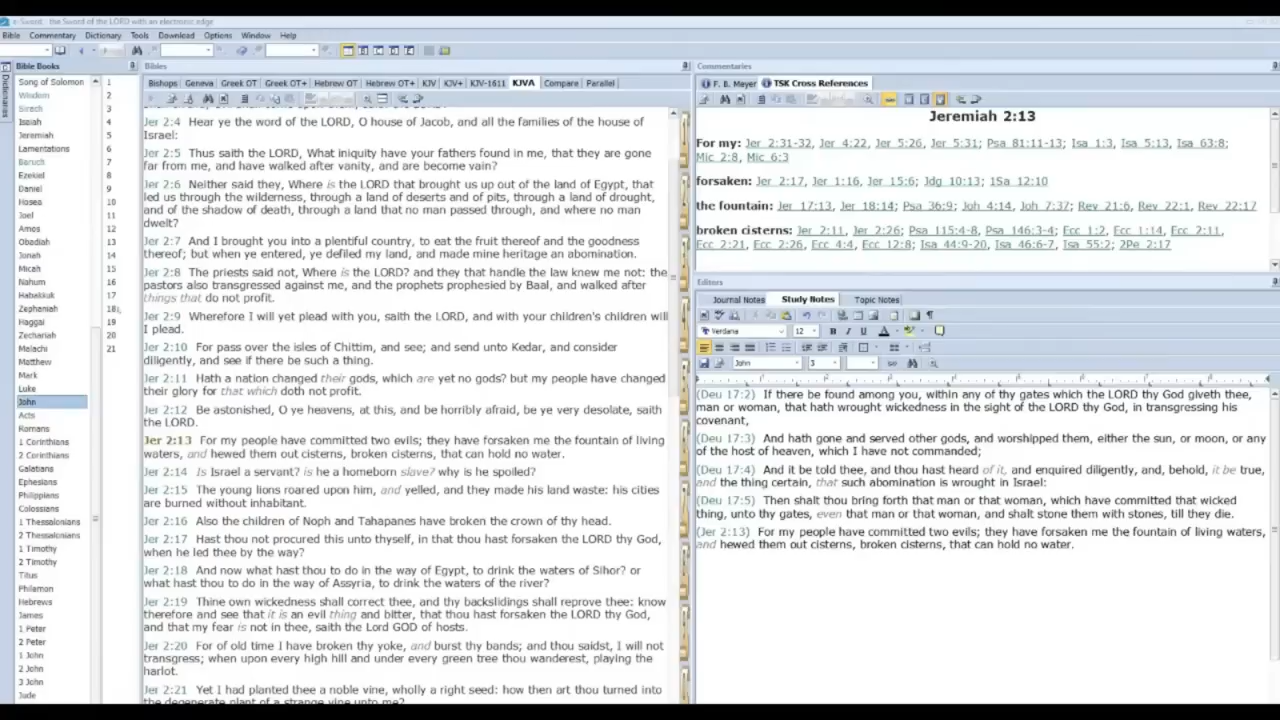 e-Sword - the Sword of the LORD with an electronic edge
Bible Commentary Dictionary Tools Download Options Window Help
Dictionaries
Bible Books
Song of Solomon
Wisdom
Sirach
Isaiah
Jeremiah
Lamentations
Baruch
Ezekiel
Daniel
Hosea
Joel
Amos
Obadiah
Jonah
Micah
Nahum
Habakkuk
Zephaniah
Haggai
Zechariah
Malachi
Matthew
Mark
Luke
John
Acts
Romans
1 Corinthians
2 Corinthians
Galatians
Ephesians
Philippians
Colossians
1 Thessalonians
2 Thessalonians
1 Timothy
2 Timothy
Titus
Philemon
Hebrews
James
1 Peter
2 Peter
1 John
2 John
3 John
Jude
1
2
3
4
5
6
7
8
9
10
11
12
13
14
15
16
17
18
19
20
21
Bibles
Bishops Geneva Greek OT Greek OT+ Hebrew OT Hebrew OT+ KJV KJV+ KJV-1611 KJVA Compare Parallel
Jer 2:4 Hear ye the word of the LORD, O house of Jacob, and all the families of the house of
Israel:
Jer 2:5 Thus saith the LORD, What iniquity have your fathers found in me, that they are gone
far from me, and have walked after vanity, and are become vain?
Jer 2:6 Neither said they, Where is the LORD that brought us up out of the land of Egypt, that
led us through the wilderness, through a land of deserts and of pits, through a land of drought,
and of the shadow of death, through a land that no man passed through, and where no man
dwelt?
Jer 2:7 And I brought you into a plentiful country, to eat the fruit thereof and the goodness
thereof; but when ye entered, ye defiled my land, and made mine heritage an abomination.
Jer 2:8 The priests said not, Where is the LORD? and they that handle the law knew me not: the
pastors also transgressed against me, and the prophets prophesied by Baal, and walked after
things that do not profit.
Jer 2:9 Wherefore I will yet plead with you, saith the LORD, and with your children's children will
I plead.
Jer 2:10 For pass over the isles of Chittim, and see; and send unto Kedar, and consider
diligently, and see if there be such a thing.
Jer 2:11 Hath a nation changed their gods, which are yet no gods? but my people have changed
their glory for that which doth not profit.
Jer 2:12 Be astonished, O ye heavens, at this, and be horribly afraid, be ye very desolate, saith
the LORD.
Jer 2:13 For my people have committed two evils; they have forsaken me the fountain of living
waters, and hewed them out cisterns, broken cisterns, that can hold no water.
Jer 2:14 Is Israel a servant? is he a homeborn slave? why is he spoiled?
Jer 2:15 The young lions roared upon him, and yelled, and they made his land waste: his cities
are burned without inhabitant.
Jer 2:16 Also the children of Noph and Tahapanes have broken the crown of thy head.
Jer 2:17 Hast thou not procured this unto thyself, in that thou hast forsaken the LORD thy God,
when he led thee by the way?
Jer 2:18 And now what hast thou to do in the way of Egypt, to drink the waters of Sihor? or
what hast thou to do in the way of Assyria, to drink the waters of the river?
Jer 2:19 Thine own wickedness shall correct thee, and thy backslidings shall reprove thee: know
therefore and see that it is an evil thing and bitter, that thou hast forsaken the LORD thy God,
and that my fear is not in thee, saith the Lord GOD of hosts.
Jer 2:20 For of old time I have broken thy yoke, and burst thy bands; and thou saidst, I will not
transgress; when upon every high hill and under every green tree thou wanderest, playing the
harlot.
Jer 2:21 Yet I had planted thee a noble vine, wholly a right seed: how then art thou turned into
the degenerate plant of a strange vine unto me?
Commentaries
F. B. Meyer TSK Cross References
Jeremiah 2:13
For my: Jer 2:31-32, Jer 4:22, Jer 5:26, Jer 5:31; Psa 81:11-13; Isa 1:3, Isa 5:13, Isa 63:8;
Mic 2:8, Mic 6:3
forsaken: Jer 2:17, Jer 1:16, Jer 15:6; Jdg 10:13; 1Sa 12:10
the fountain: Jer 17:13, Jer 18:14; Psa 36:9; Joh 4:14, Joh 7:37; Rev 21:6, Rev 22:1, Rev 22:17
broken cisterns: Jer 2:11, Jer 2:26; Psa 115:4-8, Psa 146:3-4; Ecc 1:2, Ecc 1:14, Ecc 2:11,
Ecc 2:21, Ecc 2:26, Ecc 4:4, Ecc 12:8; Isa 44:9-20, Isa 46:6-7, Isa 55:2; 2Pe 2:17
Editors
Journal Notes Study Notes Topic Notes
Verdana 12 B I U A
John 3
(Deu 17:2) If there be found among you, within any of thy gates which the LORD thy God giveth thee,
man or woman, that hath wrought wickedness in the sight of the LORD thy God, in transgressing his
covenant,
(Deu 17:3) And hath gone and served other gods, and worshipped them, either the sun, or moon, or any
of the host of heaven, which I have not commanded;
(Deu 17:4) And it be told thee, and thou hast heard of it, and enquired diligently, and, behold, it be true,
and the thing certain, that such abomination is wrought in Israel:
(Deu 17:5) Then shalt thou bring forth that man or that woman, which have committed that wicked
thing, unto thy gates, even that man or that woman, and shalt stone them with stones, till they die.
(Jer 2:13) For my people have committed two evils; they have forsaken me the fountain of living waters,
and hewed them out cisterns, broken cisterns, that can hold no water.